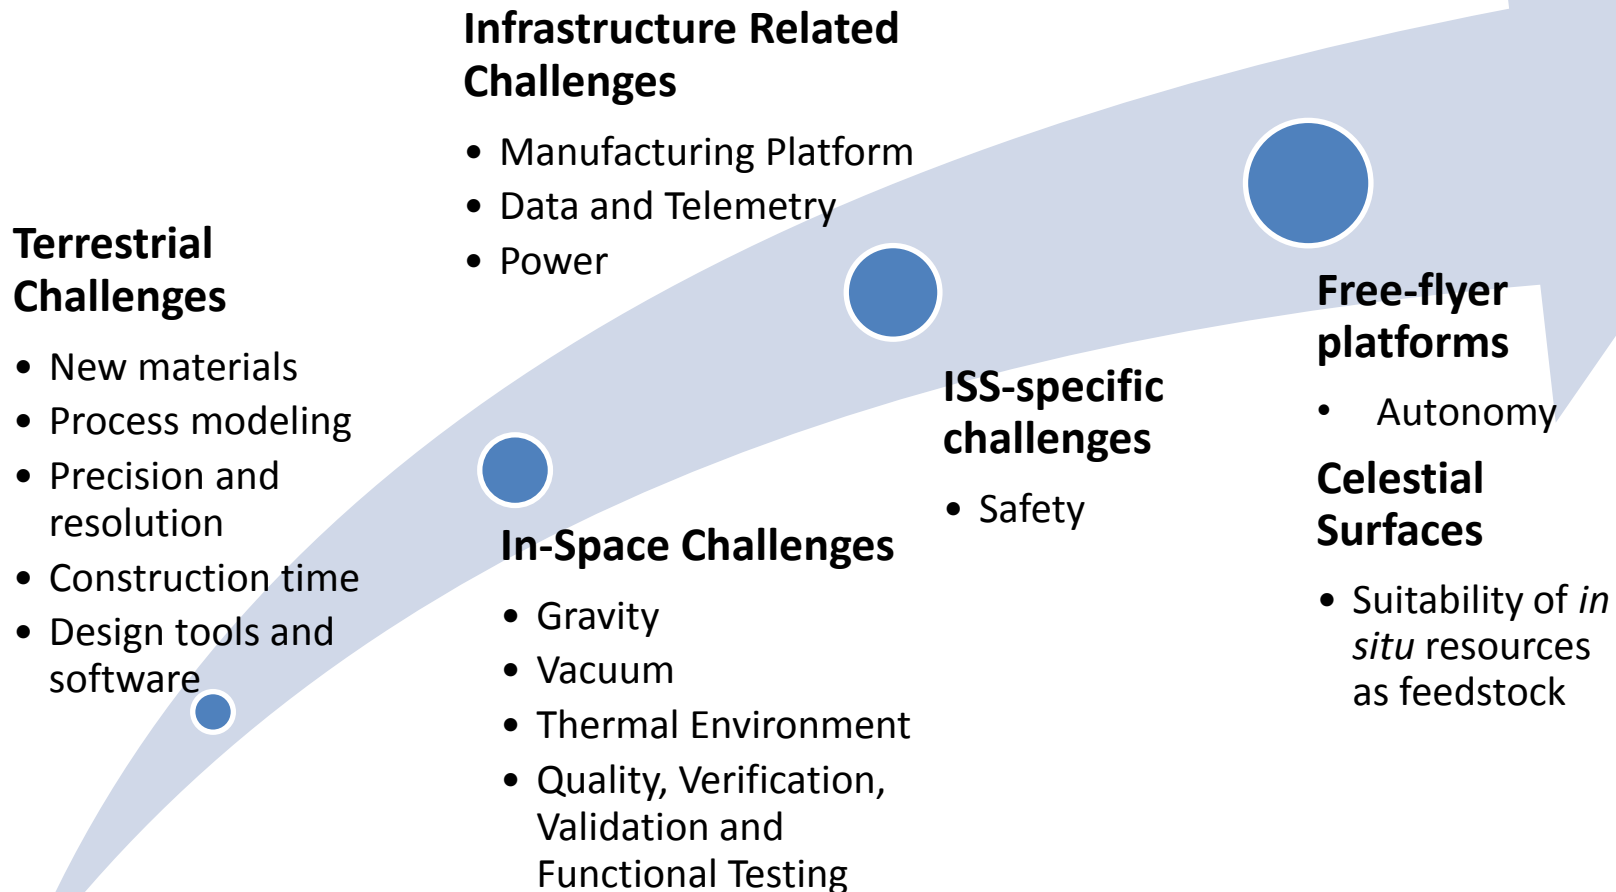 Terrestrial
Challenges
• New materials
• Process modeling
• Precision and
resolution
• Construction time
• Design tools and
software
Infrastructure Related
Challenges
• Manufacturing Platform
• Data and Telemetry
• Power
In-Space Challenges
• Gravity
• Vacuum
• Thermal Environment
• Quality, Verification,
Validation and
Functional Testing
ISS-specific
challenges
• Safety
Free-flyer
platforms
• Autonomy
Celestial
Surfaces
• Suitability of in
situ resources
as feedstock